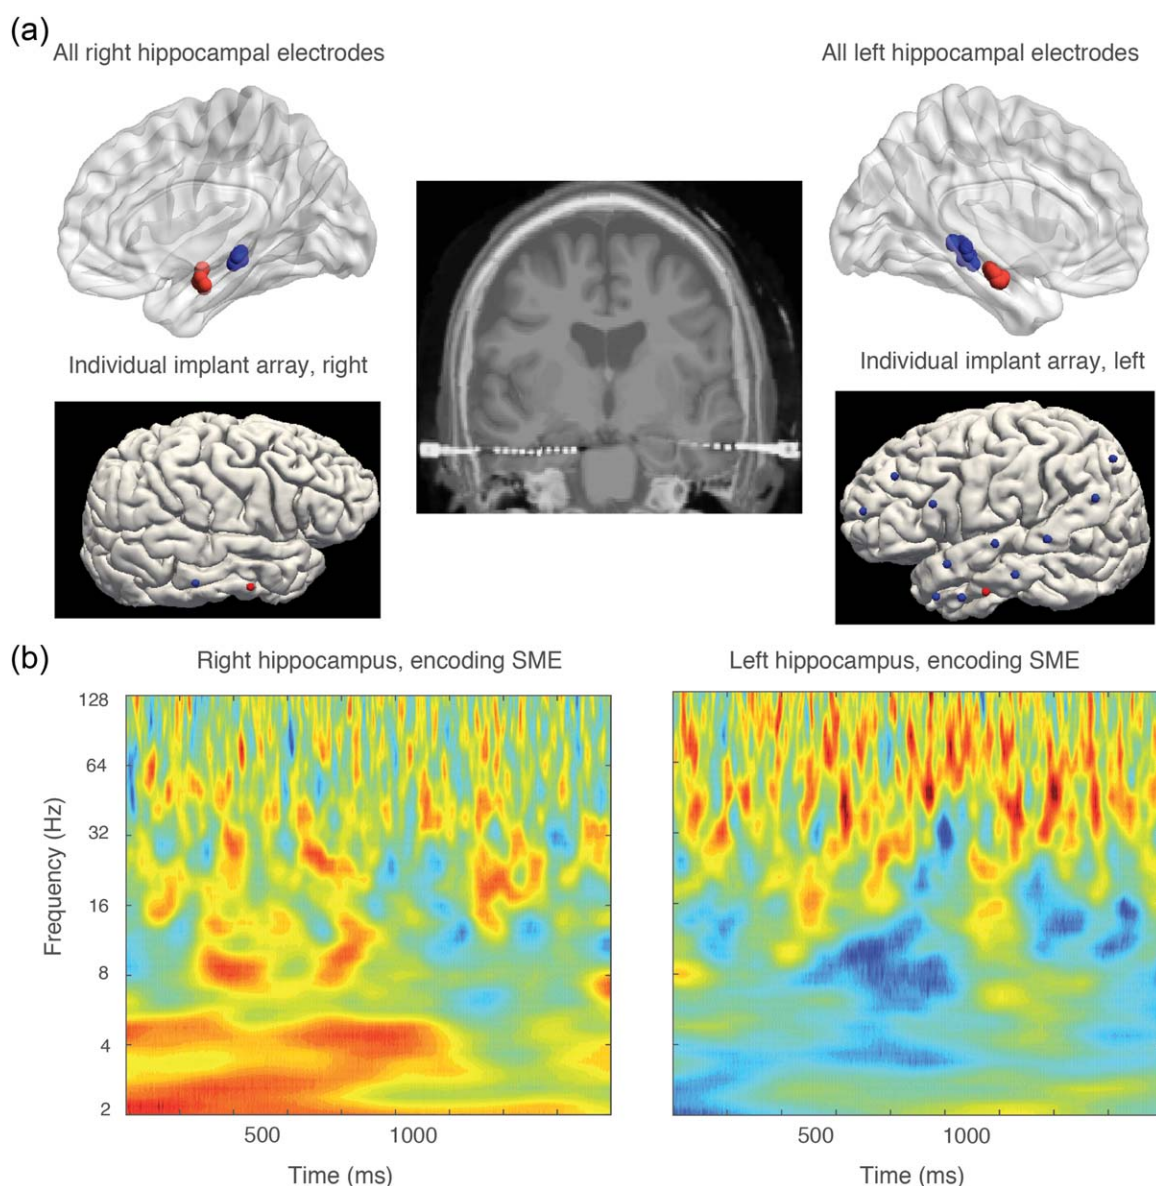 (a)
All right hippocampal electrodes
All left hippocampal electrodes
Individual implant array, right
Individual implant array, left
(b)
Right hippocampus, encoding SME
Left hippocampus, encoding SME
128
64
32
16
8
4
2
Frequency (Hz)
500 1000
500 1000
Time (ms)
Time (ms)